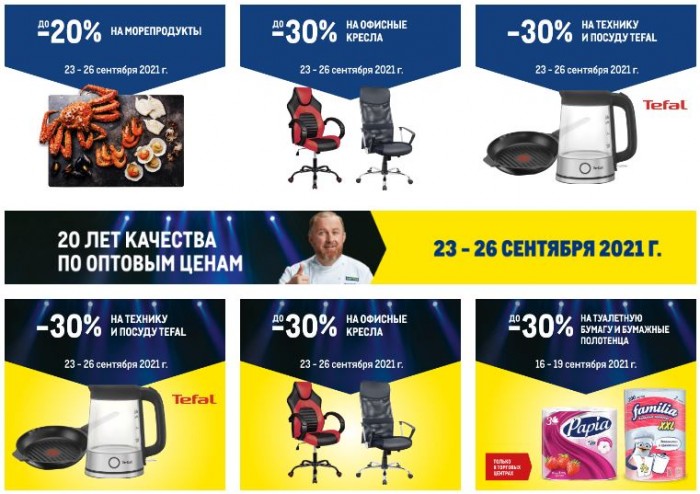 ДО
-20% НА МОРЕПРОДУКТЫ
23 - 26 сентября 2021 г.
ДО
-30% НА ОФИСНЫЕ
КРЕСЛА
23 - 26 сентября 2021 г.
-30% НА ТЕХНИКУ
И ПОСУДУ TEFAL
23 - 26 сентября 2021 г.
Tefal
20 ЛЕТ КАЧЕСТВА
ПО ОПТОВЫМ ЦЕНАМ
23 - 26 СЕНТЯБРЯ 2021 Г.
-30% НА ТЕХНИКУ
И ПОСУДУ TEFAL
23 - 26 сентября 2021 г.
Tefal
ДО
-30% НА ОФИСНЫЕ
КРЕСЛА
23 - 26 сентября 2021 г.
ДО
-30% НА ТУАЛЕТНУЮ
БУМАГУ И БУМАЖНЫЕ
ПОЛОТЕНЦА
16 - 19 сентября 2021 г.
ТОЛЬКО
В ТОРГОВЫХ
ЦЕНТРАХ
3
Papia
familia
XXL